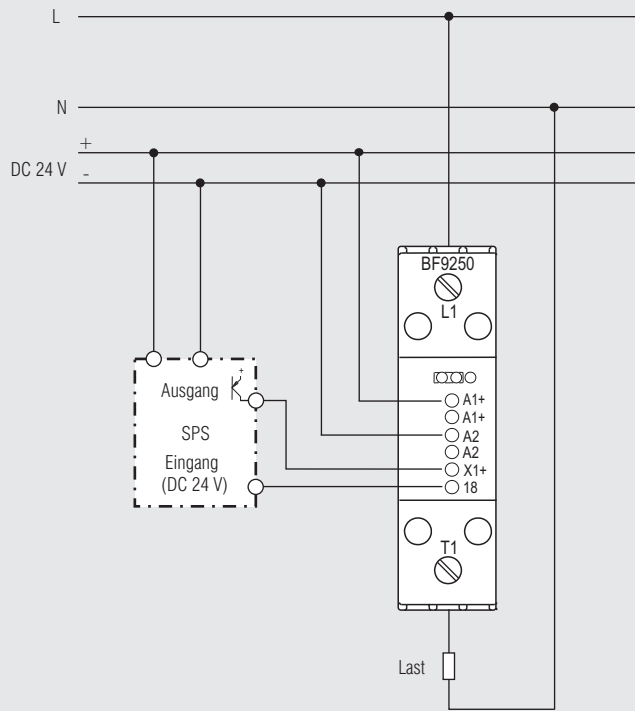 L
N
+
DC 24 V
-
BF9250
L1
Ausgang
+
SPS
Eingang
(DC 24 V)
A1+
A1+
A2
A2
X1+
18
T1
Last